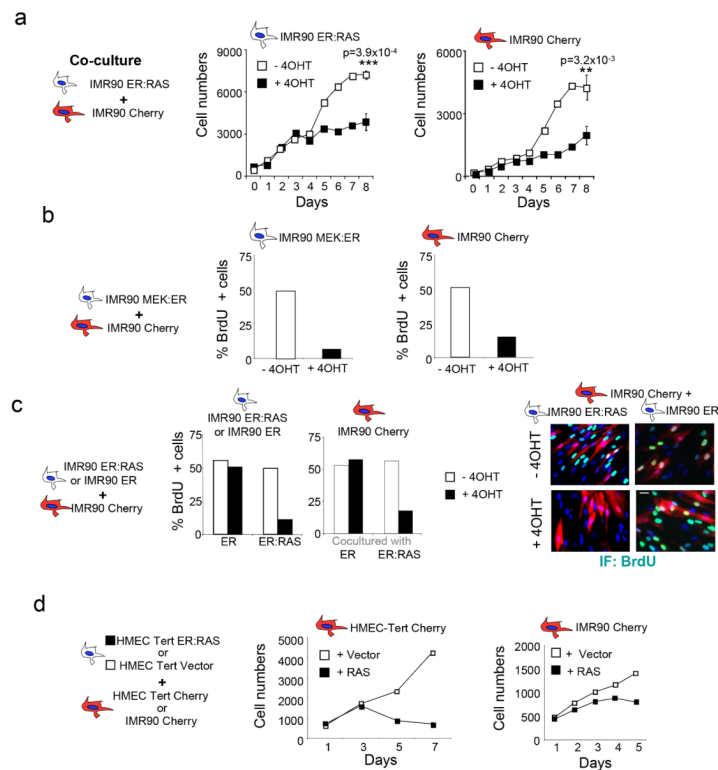 a
Co-culture
IMR90 ER:RAS
+
IMR90 Cherry
IMR90 ER:RAS
p=3.9x10-4
***
- 4OHT
+ 4OHT
Cell numbers
9000
6000
3000
0
0 1 2 3 4 5 6 7 8
Days
IMR90 Cherry
p=3.2x10-3
**
- 4OHT
+ 4OHT
Cell numbers
6000
4000
2000
0
0 1 2 3 4 5 6 7 8
Days
b
IMR90 MEK:ER
+
IMR90 Cherry
IMR90 MEK:ER
% BrdU + cells
75
50
25
0
- 4OHT + 4OHT
IMR90 Cherry
% BrdU + cells
75
50
25
0
- 4OHT + 4OHT
c
IMR90 ER:RAS
or IMR90 ER
+
IMR90 Cherry
IMR90 ER:RAS
or IMR90 ER
% BrdU + cells
75
50
25
0
ER ER:RAS
IMR90 Cherry
75
50
25
0
Cocultured with
ER ER:RAS
- 4OHT
+ 4OHT
IMR90 Cherry +
IMR90 ER:RAS IMR90 ER
- 4OHT
+ 4OHT
IF: BrdU
d
HMEC Tert ER:RAS
or
HMEC Tert Vector
+
HMEC Tert Cherry
or
IMR90 Cherry
HMEC-Tert Cherry
+ Vector
+ RAS
Cell numbers
5000
4000
3000
2000
1000
0
1 3 5 7
Days
IMR90 Cherry
+ Vector
+ RAS
Cell numbers
2000
1500
1000
500
0
1 2 3 4 5
Days